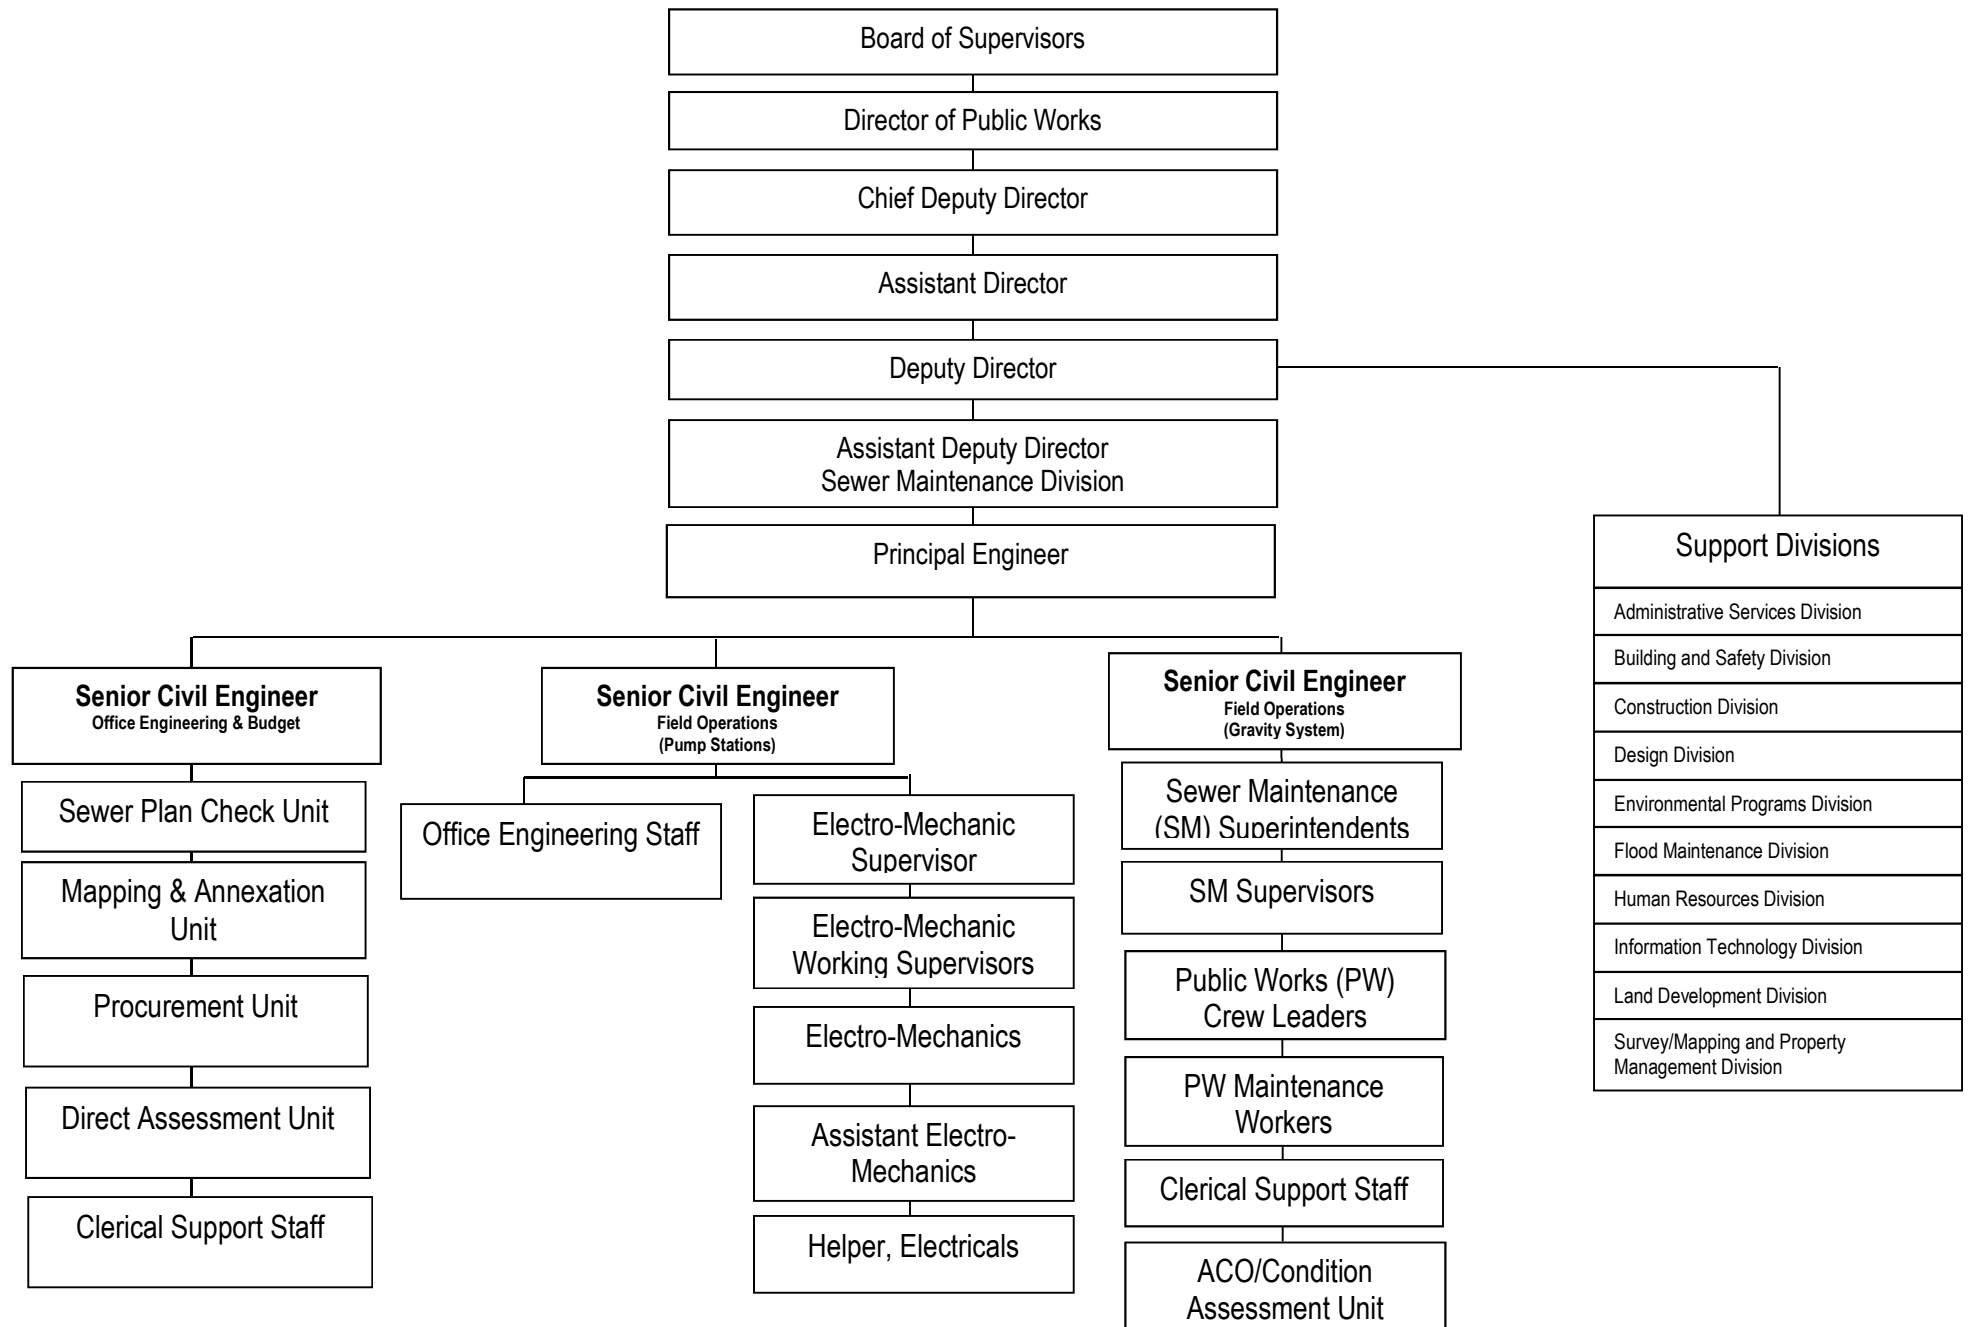 Board of Supervisors
Director of Public Works
Chief Deputy Director
Assistant Director
Deputy Director
Assistant Deputy Director
Sewer Maintenance Division
Principal Engineer
Support Divisions
Administrative Services Division
Building and Safety Division
Construction Division
Design Division
Environmental Programs Division
Flood Maintenance Division
Human Resources Division
Information Technology Division
Land Development Division
Survey/Mapping and Property
Management Division
Senior Civil Engineer
Office Engineering & Budget
Sewer Plan Check Unit
Mapping & Annexation
Unit
Procurement Unit
Direct Assessment Unit
Clerical Support Staff
Senior Civil Engineer
Field Operations
(Pump Stations)
Office Engineering Staff
Electro-Mechanic
Supervisor
Electro-Mechanic
Working Supervisors
Electro-Mechanics
Assistant Electro-
Mechanics
Helper, Electricals
Senior Civil Engineer
Field Operations
(Gravity System)
Sewer Maintenance
(SM) Superintendents
SM Supervisors
Public Works (PW)
Crew Leaders
PW Maintenance
Workers
Clerical Support Staff
ACO/Condition
Assessment Unit